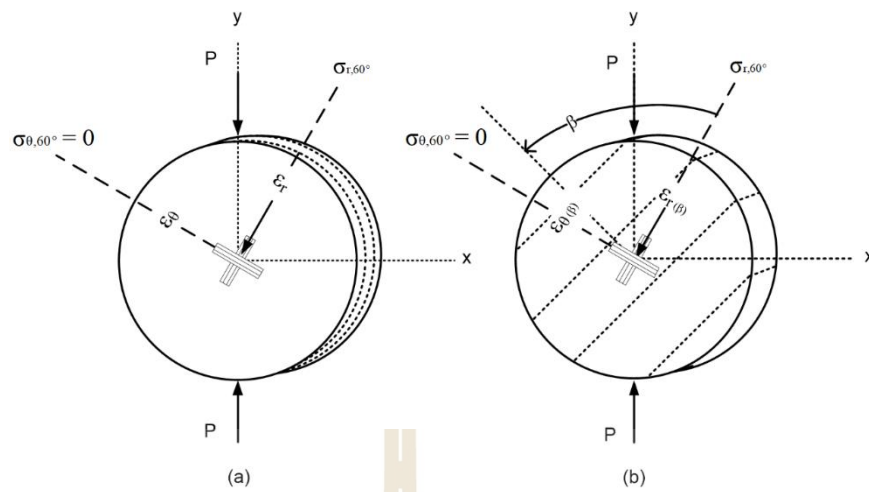 y
P
σr,60°
σθ,60° = 0
εr
εθ
x
P
(a)
y
P
σr,60°
β
σθ,60° = 0
εr (β)
εθ (β)
x
P
(b)